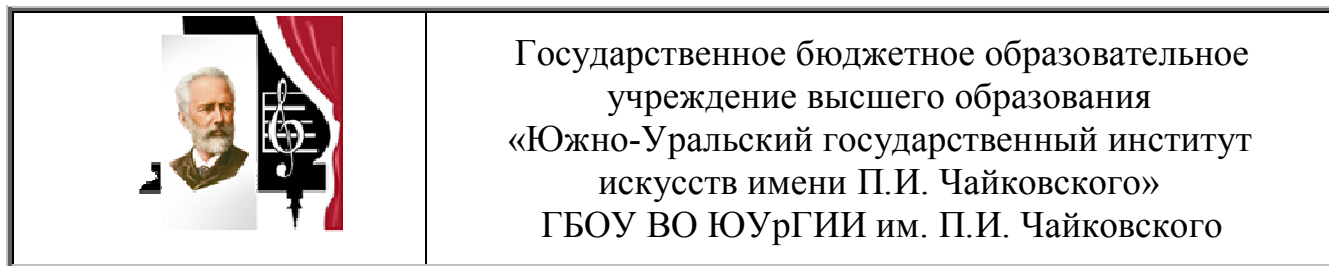 Государственное бюджетное образовательное
учреждение высшего образования
«Южно-Уральский государственный институт
искусств имени П.И. Чайковского»
ГБОУ ВО ЮУрГИИ им. П.И. Чайковского